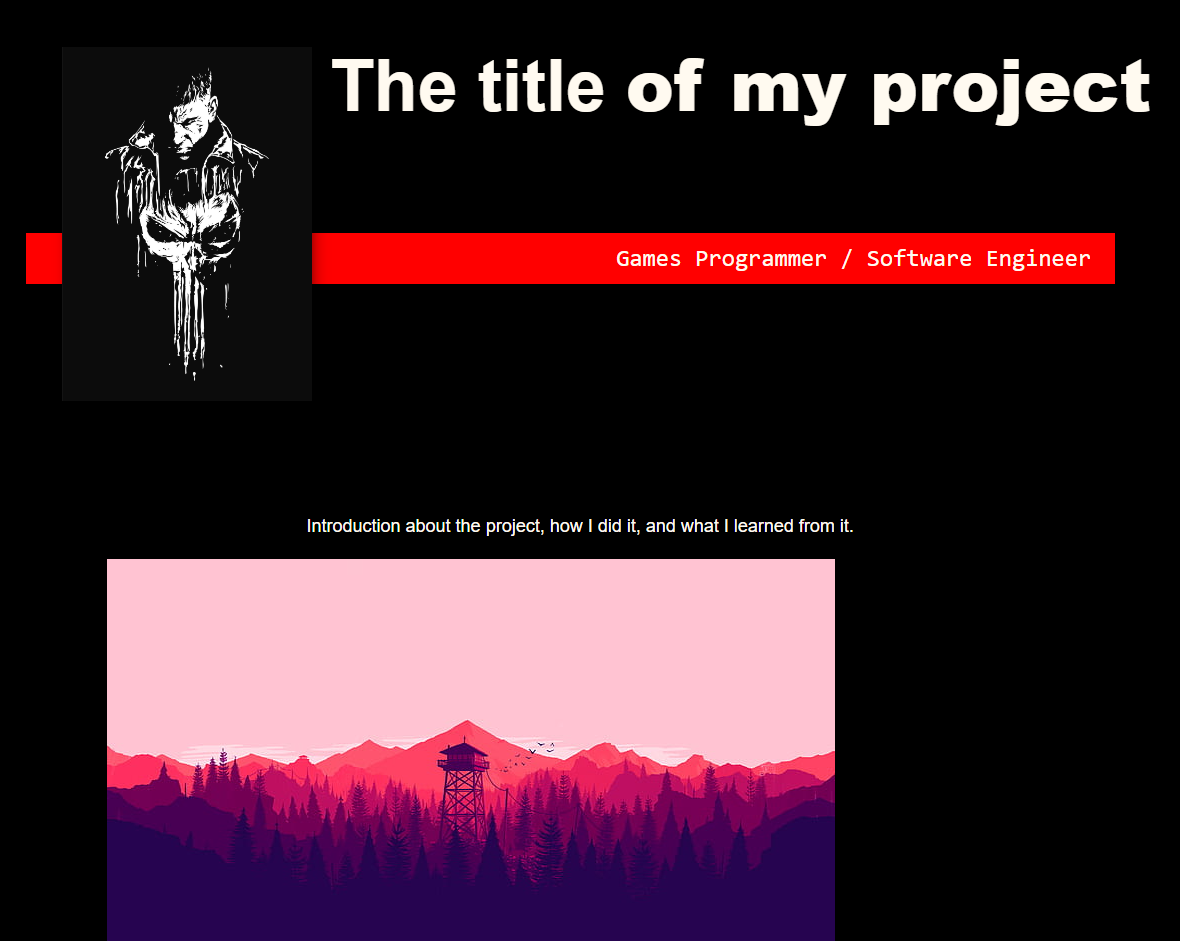 The title of my project
Games Programmer / Software Engineer
Introduction about the project, how I did it, and what I learned from it.